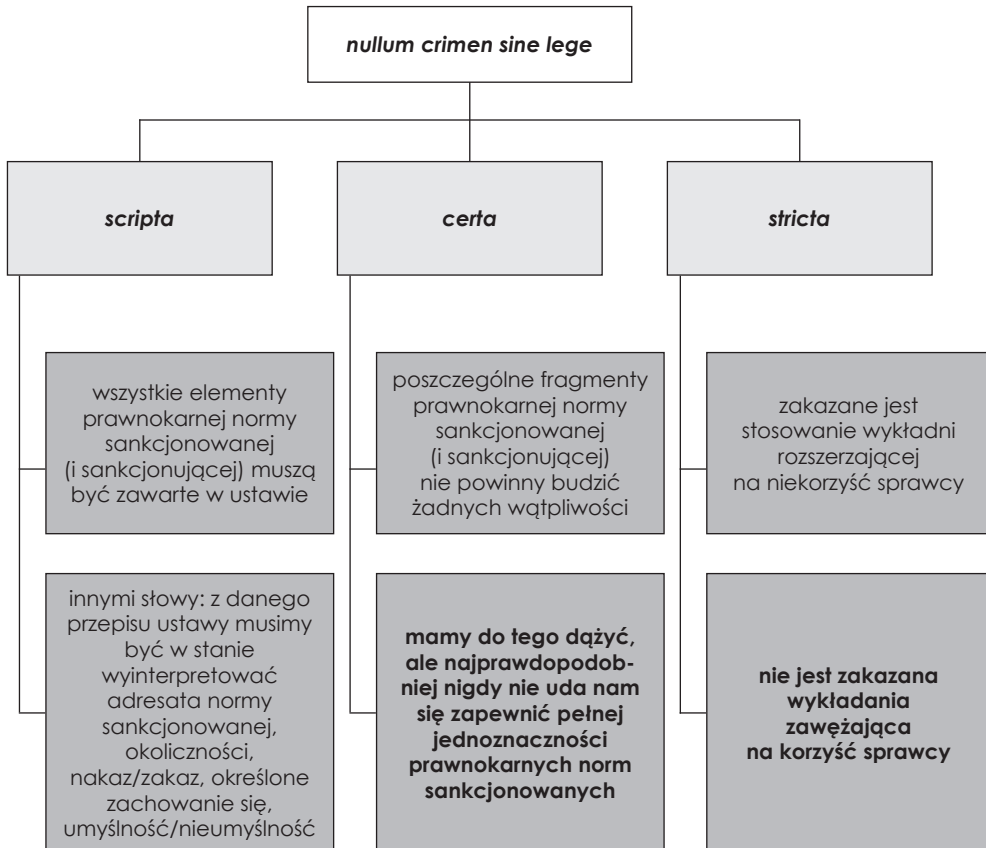 nullum crimen sine lege
scripta
certa
stricta
wszystkie elementy
prawnokarnej normy
sankcjonowanej
(i sankcjonującej) muszą
być zawarte w ustawie
poszczególne fragmenty
prawnokarnej normy
sankcjonowanej
(i sankcjonującej)
nie powinny budzić
żadnych wątpliwości
zakazane jest
stosowanie wykładni
rozszerzającej
na niekorzyść sprawcy
innymi słowy: z danego
przepisu ustawy musimy
być w stanie
wyinterpretować
adresata normy
sankcjonowanej,
okoliczności,
nakaz/zakaz, określone
zachowanie się,
umyślność/nieumyślność
mamy do tego dążyć,
ale najprawdopodob-
niej nigdy nie uda nam
się zapewnić pełnej
jednoznaczności
prawnokarnych norm
sankcjonowanych
nie jest zakazana
wykładania
zawężająca
na korzyść sprawcy